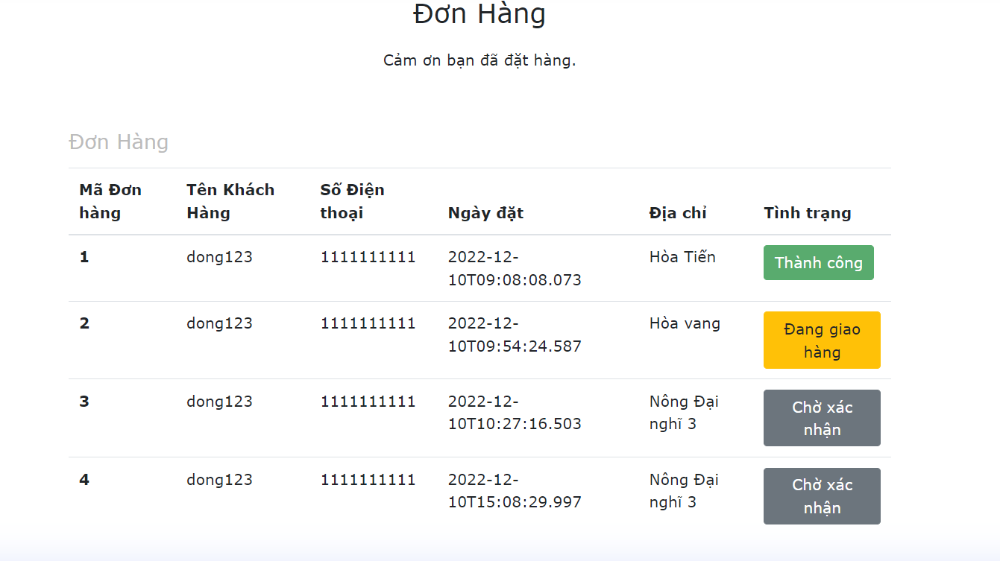 Đơn Hàng
Cảm ơn bạn đã đặt hàng.
Đơn Hàng
Mã Đơn hàng Tên Khách Hàng Số Điện thoại Ngày đặt Địa chỉ Tình trạng
1 dong123 1111111111 2022-12-10T09:08:08.073 Hòa Tiến Thành công
2 dong123 1111111111 2022-12-10T09:54:24.587 Hòa vang Đang giao hàng
3 dong123 1111111111 2022-12-10T10:27:16.503 Nông Đại nghĩ 3 Chờ xác nhận
4 dong123 1111111111 2022-12-10T15:08:29.997 Nông Đại nghĩ 3 Chờ xác nhận